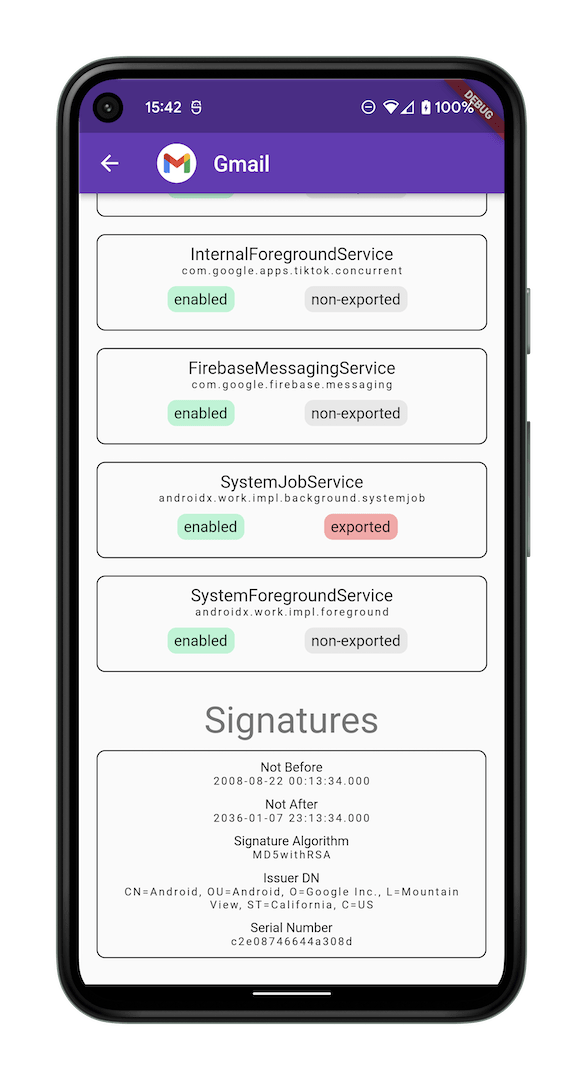 15:42
100%
DEBUG
Gmail
InternalForegroundService
com.google.apps.tiktok.concurrent
enabled
non-exported
FirebaseMessagingService
com.google.firebase.messaging
enabled
non-exported
SystemJobService
androidx.work.impl.background.systemjob
enabled
exported
SystemForegroundService
androidx.work.impl.foreground
enabled
non-exported
Signatures
Not Before
2008-08-22 00:13:34.000
Not After
2036-01-07 23:13:34.000
Signature Algorithm
MD5withRSA
Issuer DN
CN=Android, OU=Android, O=Google Inc., L=Mountain
View, ST=California, C=US
Serial Number
c2e08746644a308d